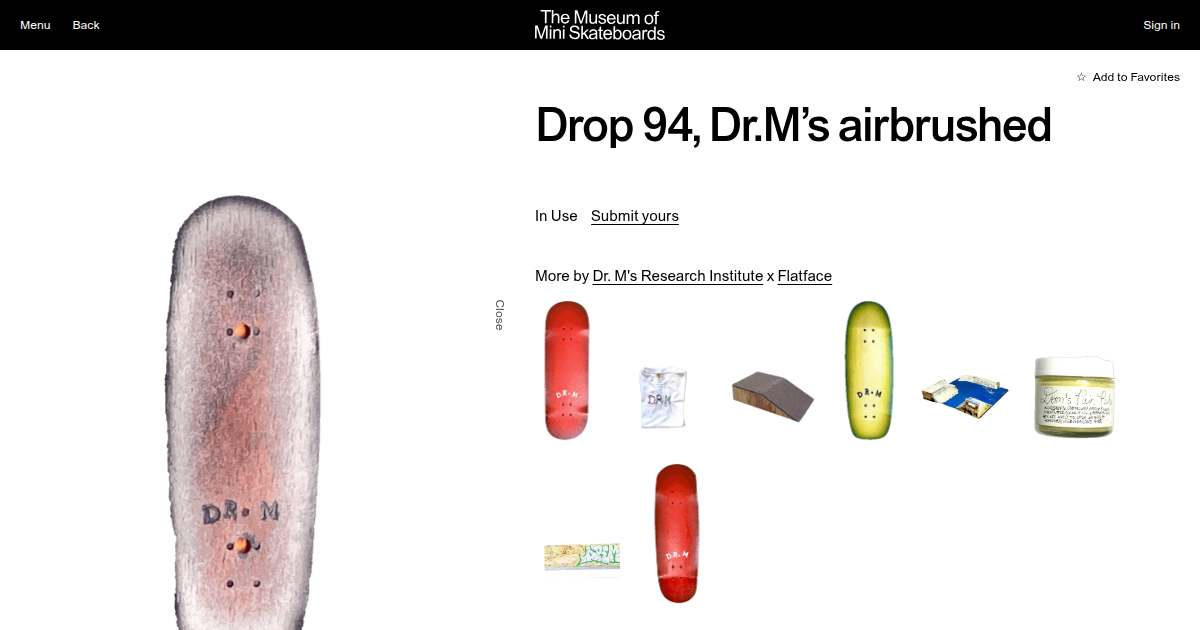 Menu
Back
The Museum of
Mini Skateboards
Sign in
☆ Add to Favorites
Drop 94, Dr.M’s airbrushed
In Use Submit yours
More by Dr. M's Research Institute x Flatface
Close
DR.M
DR.M
DR.M
DR.M
DR.M